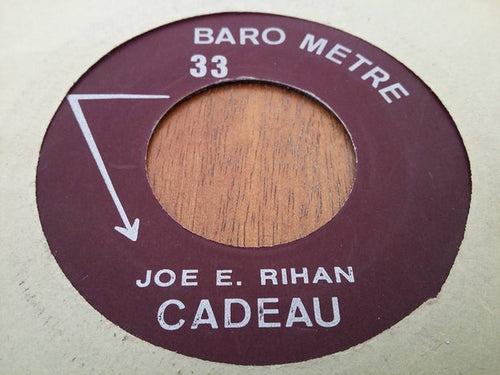 BARO METRE
33
JOE E. RIHAN
CADEAU